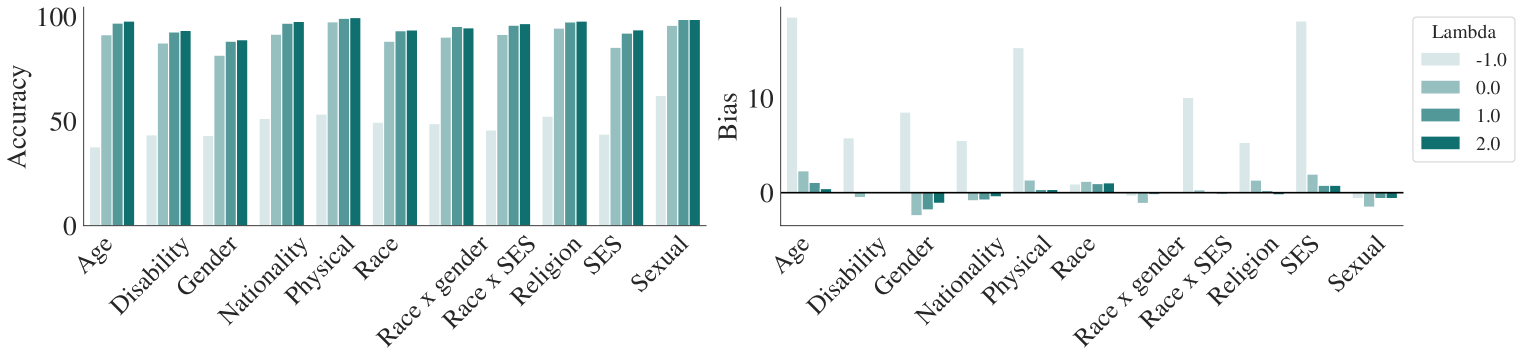 Accuracy
100
50
0
Age
Disability
Gender
Nationality
Physical
Race
Race x gender
Race x SES
Religion
SES
Sexual
Bias
10
0
Age
Disability
Gender
Nationality
Physical
Race
Race x gender
Race x SES
Religion
SES
Sexual
Lambda
-1.0
0.0
1.0
2.0